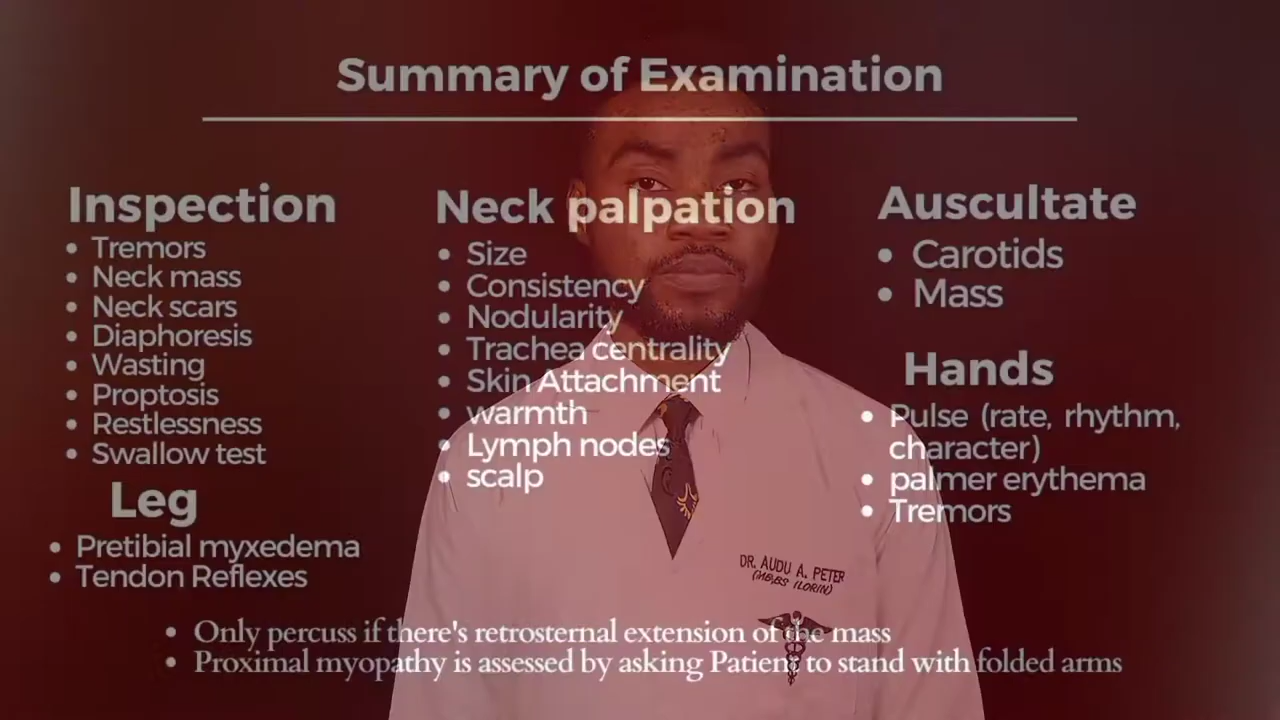 Summary of Examination
Inspection
• Tremors
• Neck mass
• Neck scars
• Diaphoresis
• Wasting
• Proptosis
• Restlessness
• Swallow test
Leg
• Pretibial myxedema
• Tendon Reflexes
Neck palpation
• Size
• Consistency
• Nodularity
• Trachea centrality
• Skin Attachment
• warmth
• Lymph nodes
• scalp
Auscultate
• Carotids
• Mass
Hands
• Pulse (rate, rhythm,
character)
• palmer erythema
• Tremors
DR. AUDU A. PETER
(MB;BS ILORIN)
• Only percuss if there's retrosternal extension of the mass
• Proximal myopathy is assessed by asking Patient to stand with folded arms